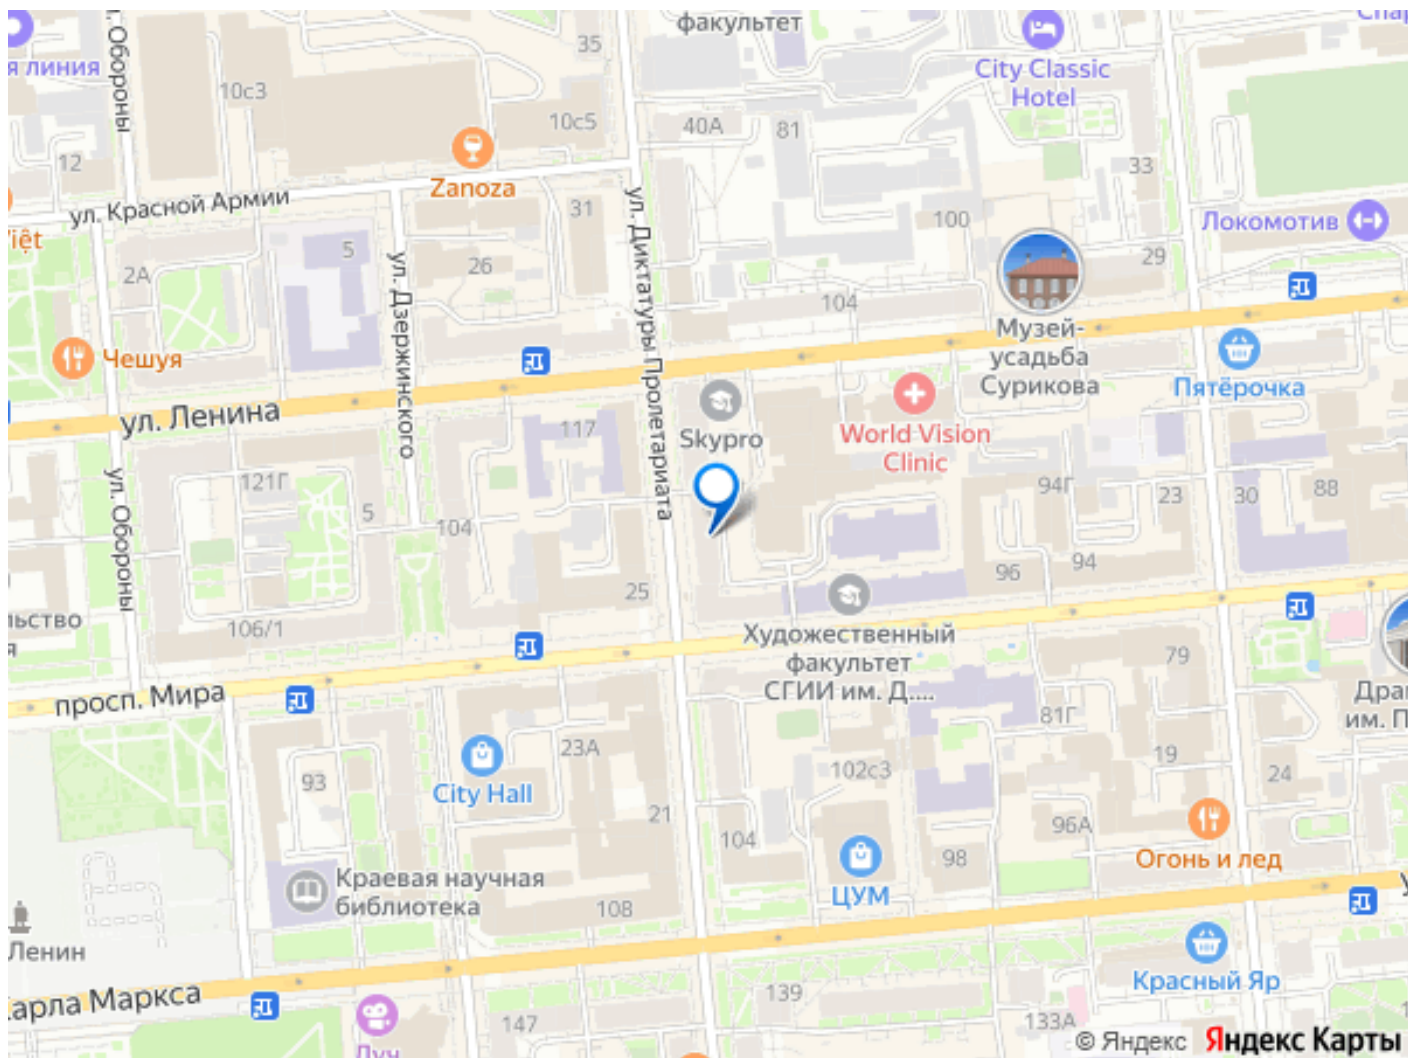 факультет
35
я линия
ул. Обороны
City Classic
Hotel
10с3
10с5
40А
81
12
Zanoza
33
ул. Красной Армии
31
ул. Диктатуры Пролетариата
100
Локомотив
5
2А
26
ул. Дзержинского
29
104
Музей-
усадьба
Сурикова
Чешуя
Пятёрочка
ул. Ленина
117
Skypro
World Vision
Clinic
ул. Обороны
121Г
5
104
94Г
23
30
88
96
94
25
106/1
Художественный
факультет
СГИИ им. Д....
79
просп. Мира
81Г
23А
93
City Hall
102с3
19
24
21
104
96А
98
ЦУМ
Огонь и лед
Краевая научная
библиотека
108
Ленин
Красный Яр
арла Маркса
139
147
133А
© Яндекс Яндекс Карты